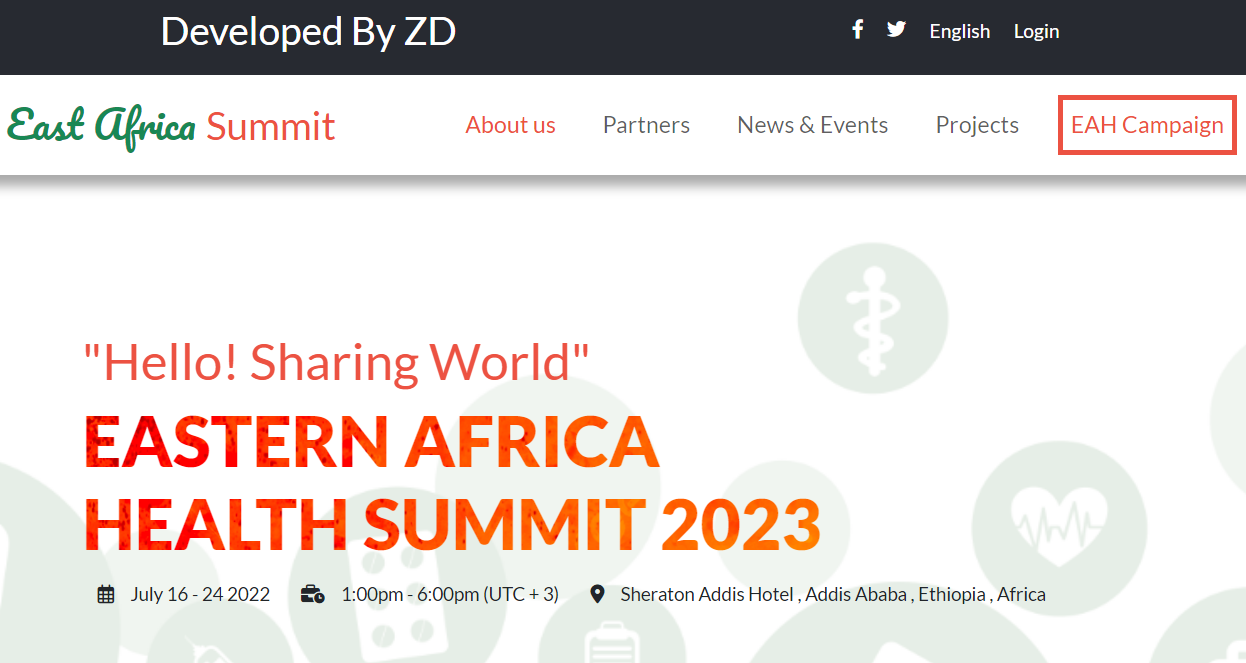 Developed By ZD
English Login
East Africa Summit
About us Partners News & Events Projects EAH Campaign
"Hello! Sharing World"
EASTERN AFRICA
HEALTH SUMMIT 2023
July 16 - 24 2022 1:00pm - 6:00pm (UTC + 3) Sheraton Addis Hotel , Addis Ababa , Ethiopia , Africa